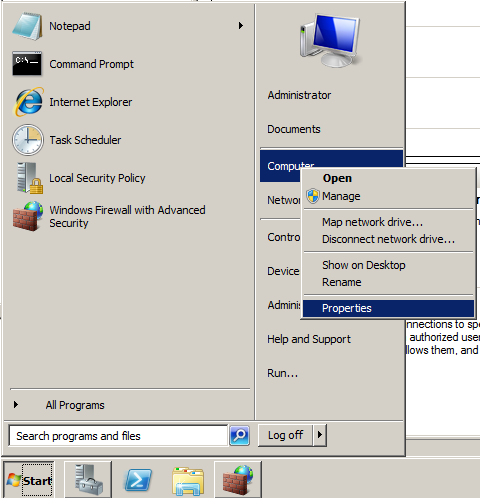 Notepad
Command Prompt
Internet Explorer
Task Scheduler
Local Security Policy
Windows Firewall with Advanced
Security
All Programs
Search programs and files
Administrator
Documents
Computer
Networ
Contro
Device
Admini
Help and Support
Run...
Log off
Open
Manage
Map network drive...
Disconnect network drive...
Show on Desktop
Rename
Properties
nnections to spe
authorized user
llows them, and
Start